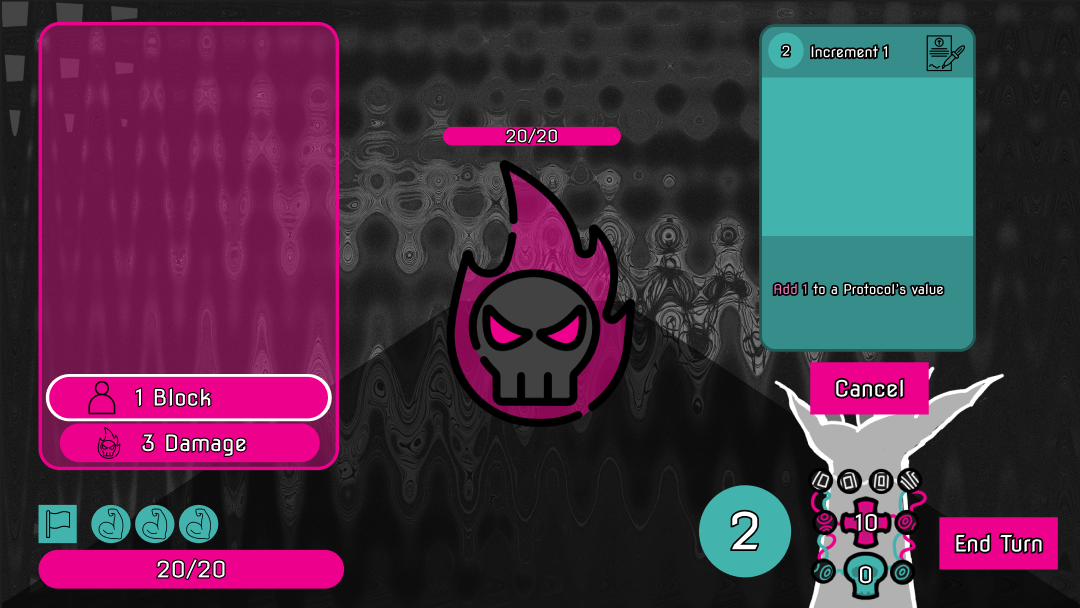 2 Increment 1
20/20
Add 1 to a Protocol's value
Cancel
1 Block
3 Damage
2
10
0
End Turn
20/20